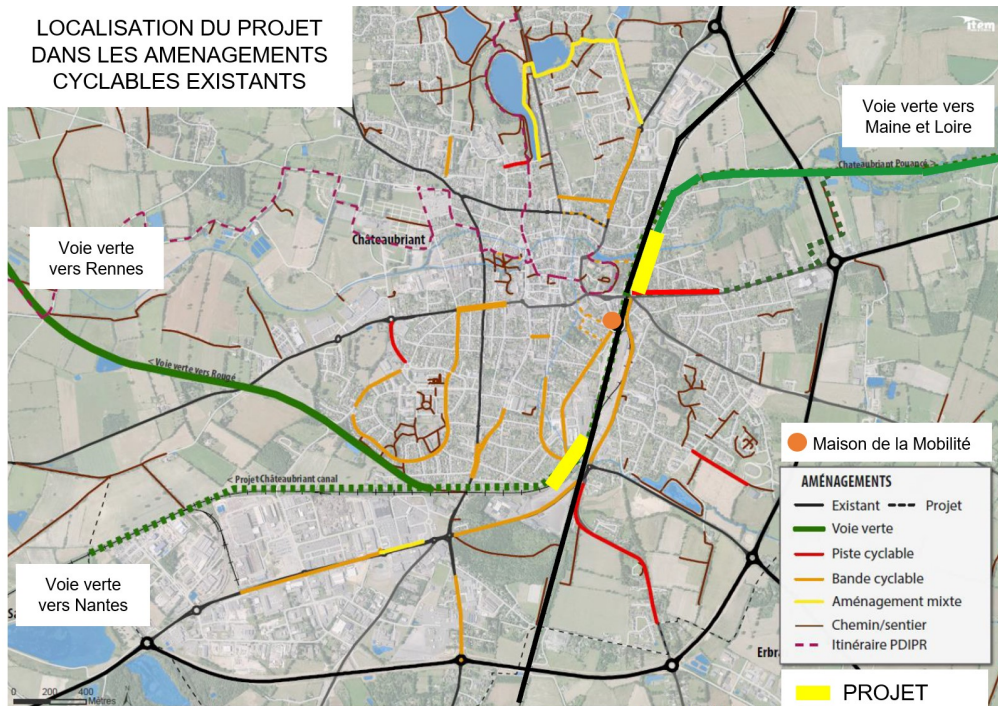 LOCALISATION DU PROJET
DANS LES AMENAGEMENTS
CYCLABLES EXISTANTS
item
Voie verte vers
Maine et Loire
Chateaubriant Pouancé >
Châteaubriant
Voie verte
vers Rennes
< Voie verte vers Rougé
< Projet Châteaubriant canal
Voie verte
vers Nantes
Maison de la Mobilité
AMÉNAGEMENTS
Existant
Projet
Voie verte
Piste cyclable
Bande cyclable
Aménagement mixte
Chemin/sentier
Itinéraire PDIPR
PROJET
Erbra
0 200 400
Mètres